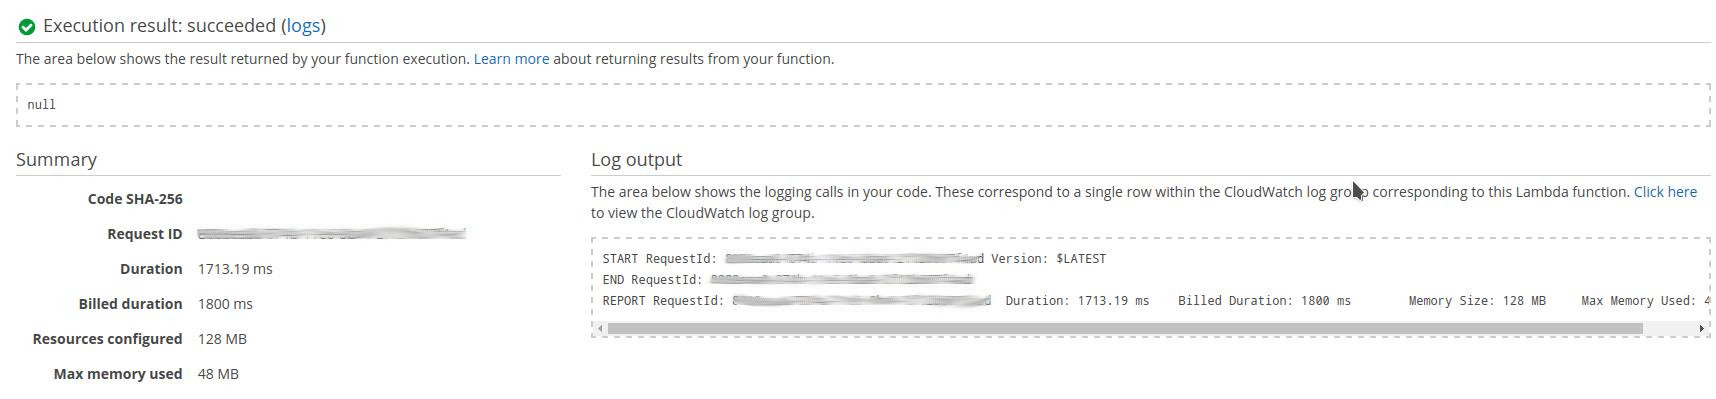 Execution result: succeeded (logs)
The area below shows the result returned by your function execution. Learn more about returning results from your function.
null
Summary
Code SHA-256
Request ID
Duration 1713.19 ms
Billed duration 1800 ms
Resources configured 128 MB
Max memory used 48 MB
Log output
The area below shows the logging calls in your code. These correspond to a single row within the CloudWatch log group corresponding to this Lambda function. Click here
to view the CloudWatch log group.
START RequestId: Version: $LATEST
END RequestId:
REPORT RequestId: Duration: 1713.19 ms Billed Duration: 1800 ms Memory Size: 128 MB Max Memory Used: